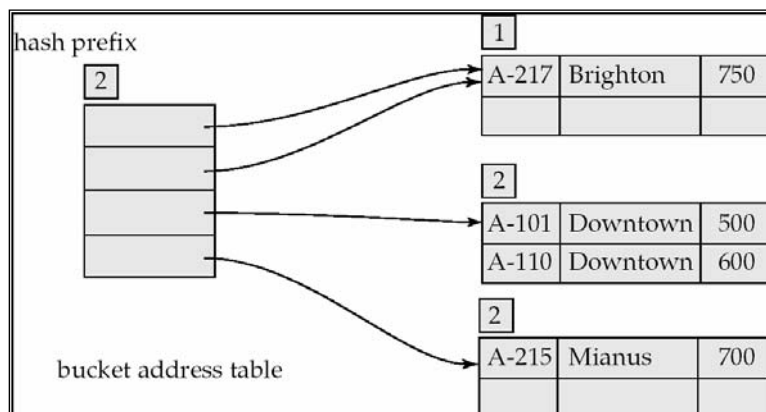 hash prefix
2
bucket address table
1
A-217 Brighton 750
2
A-101 Downtown 500
A-110 Downtown 600
2
A-215 Mianus 700